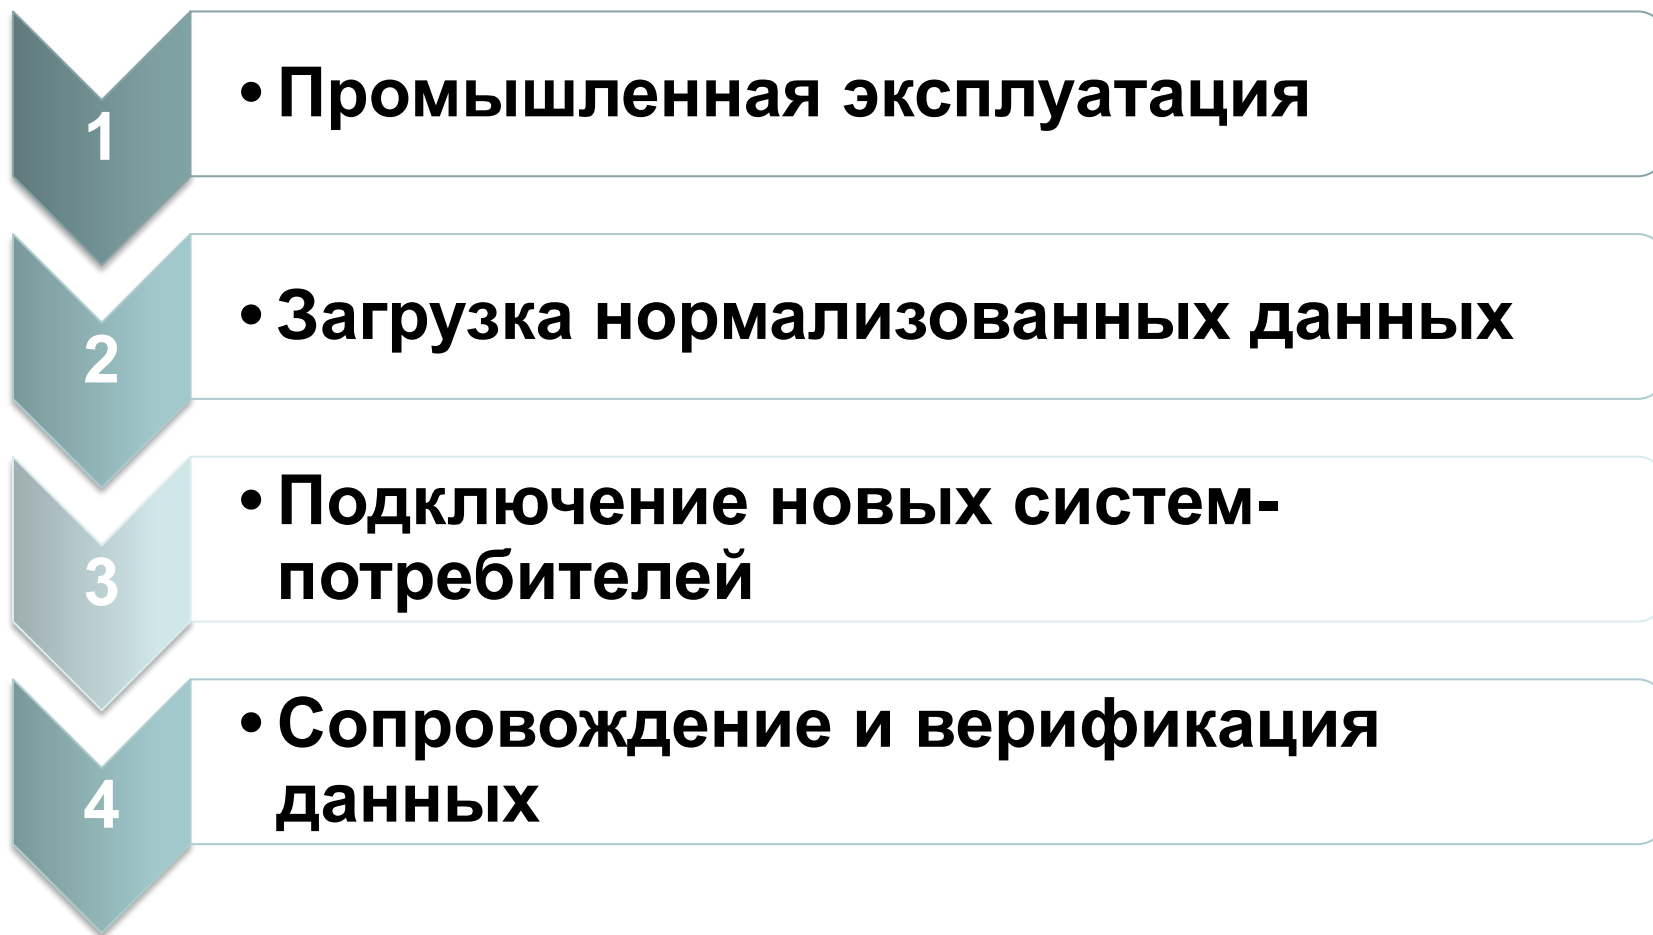 1
• Промышленная эксплуатация
2
• Загрузка нормализованных данных
3
• Подключение новых систем-
потребителей
4
• Сопровождение и верификация
данных